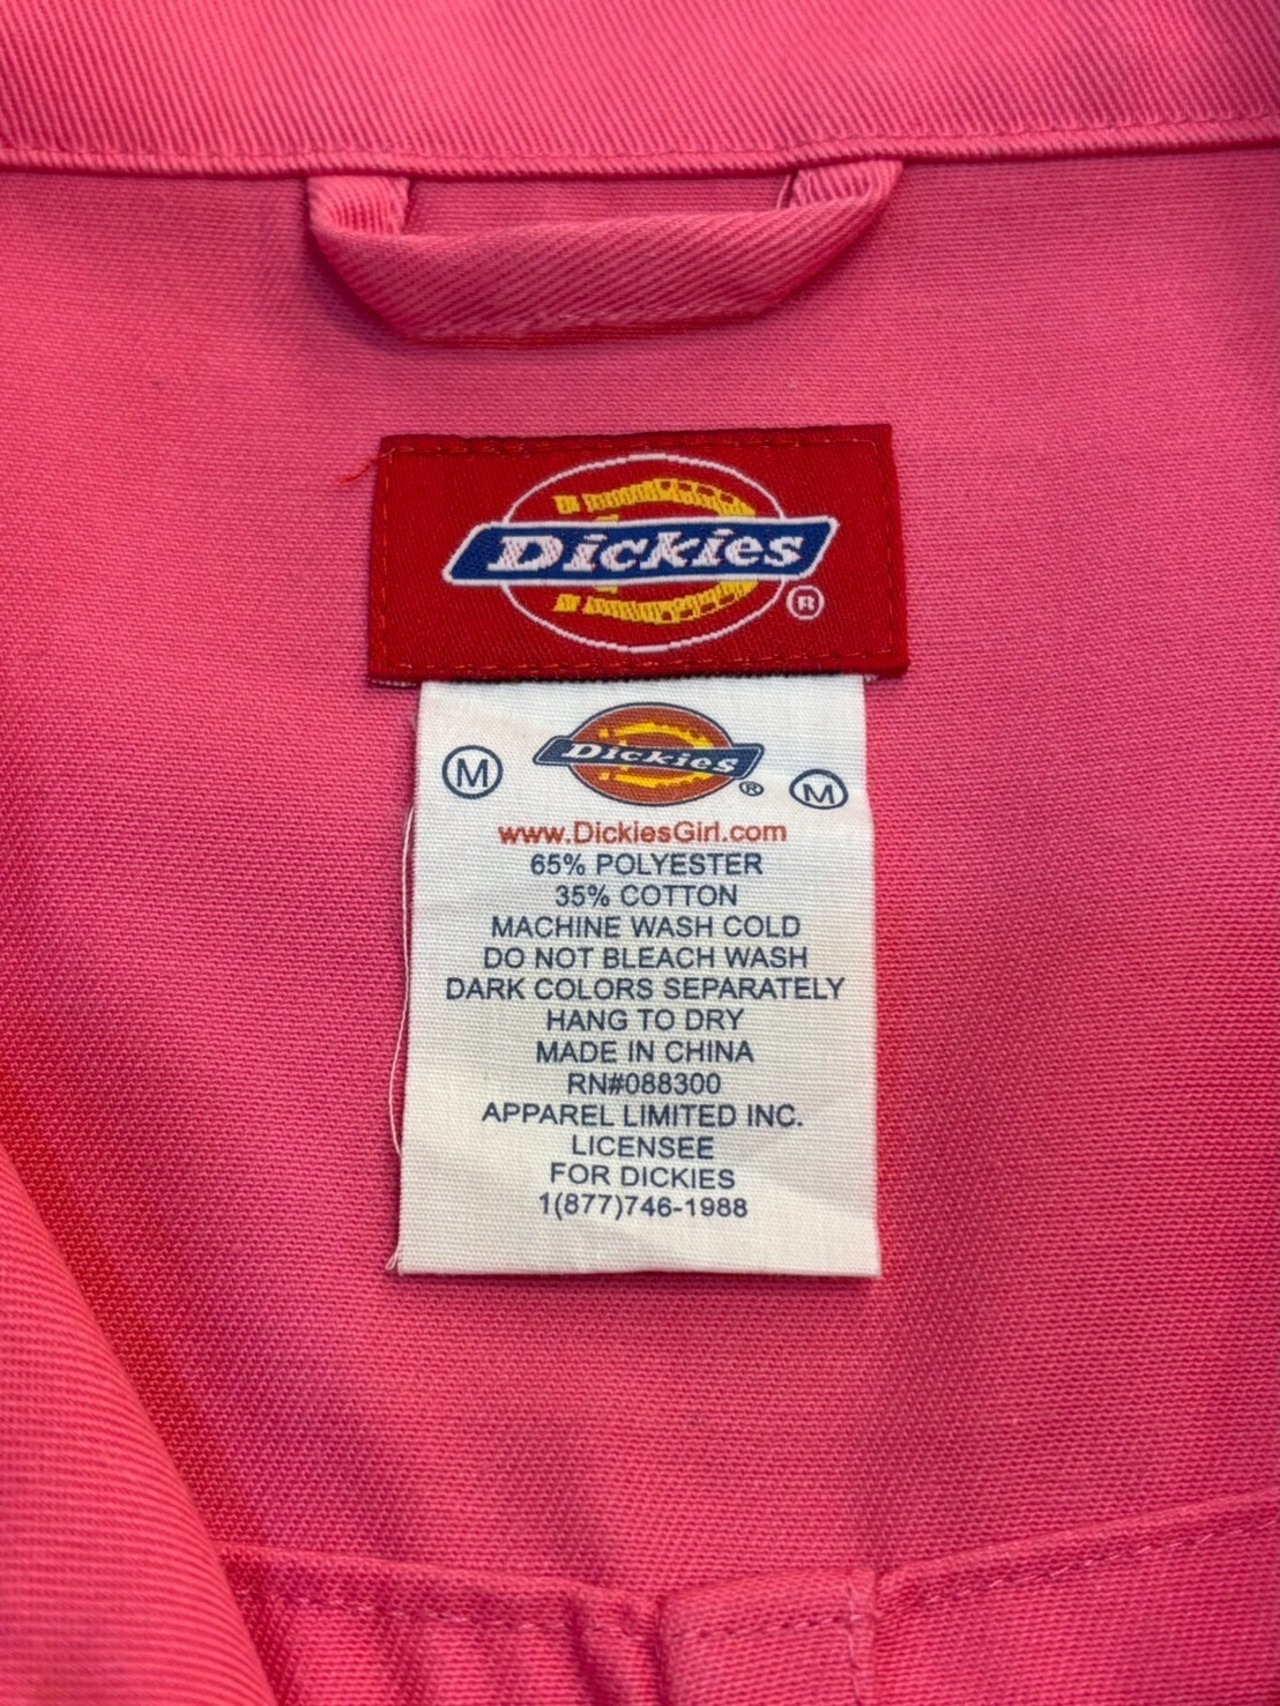 Dickies
®
M Dickies ® M
www.DickiesGirl.com
65% POLYESTER
35% COTTON
MACHINE WASH COLD
DO NOT BLEACH WASH
DARK COLORS SEPARATELY
HANG TO DRY
MADE IN CHINA
RN#088300
APPAREL LIMITED INC.
LICENSEE
FOR DICKIES
1(877)746-1988